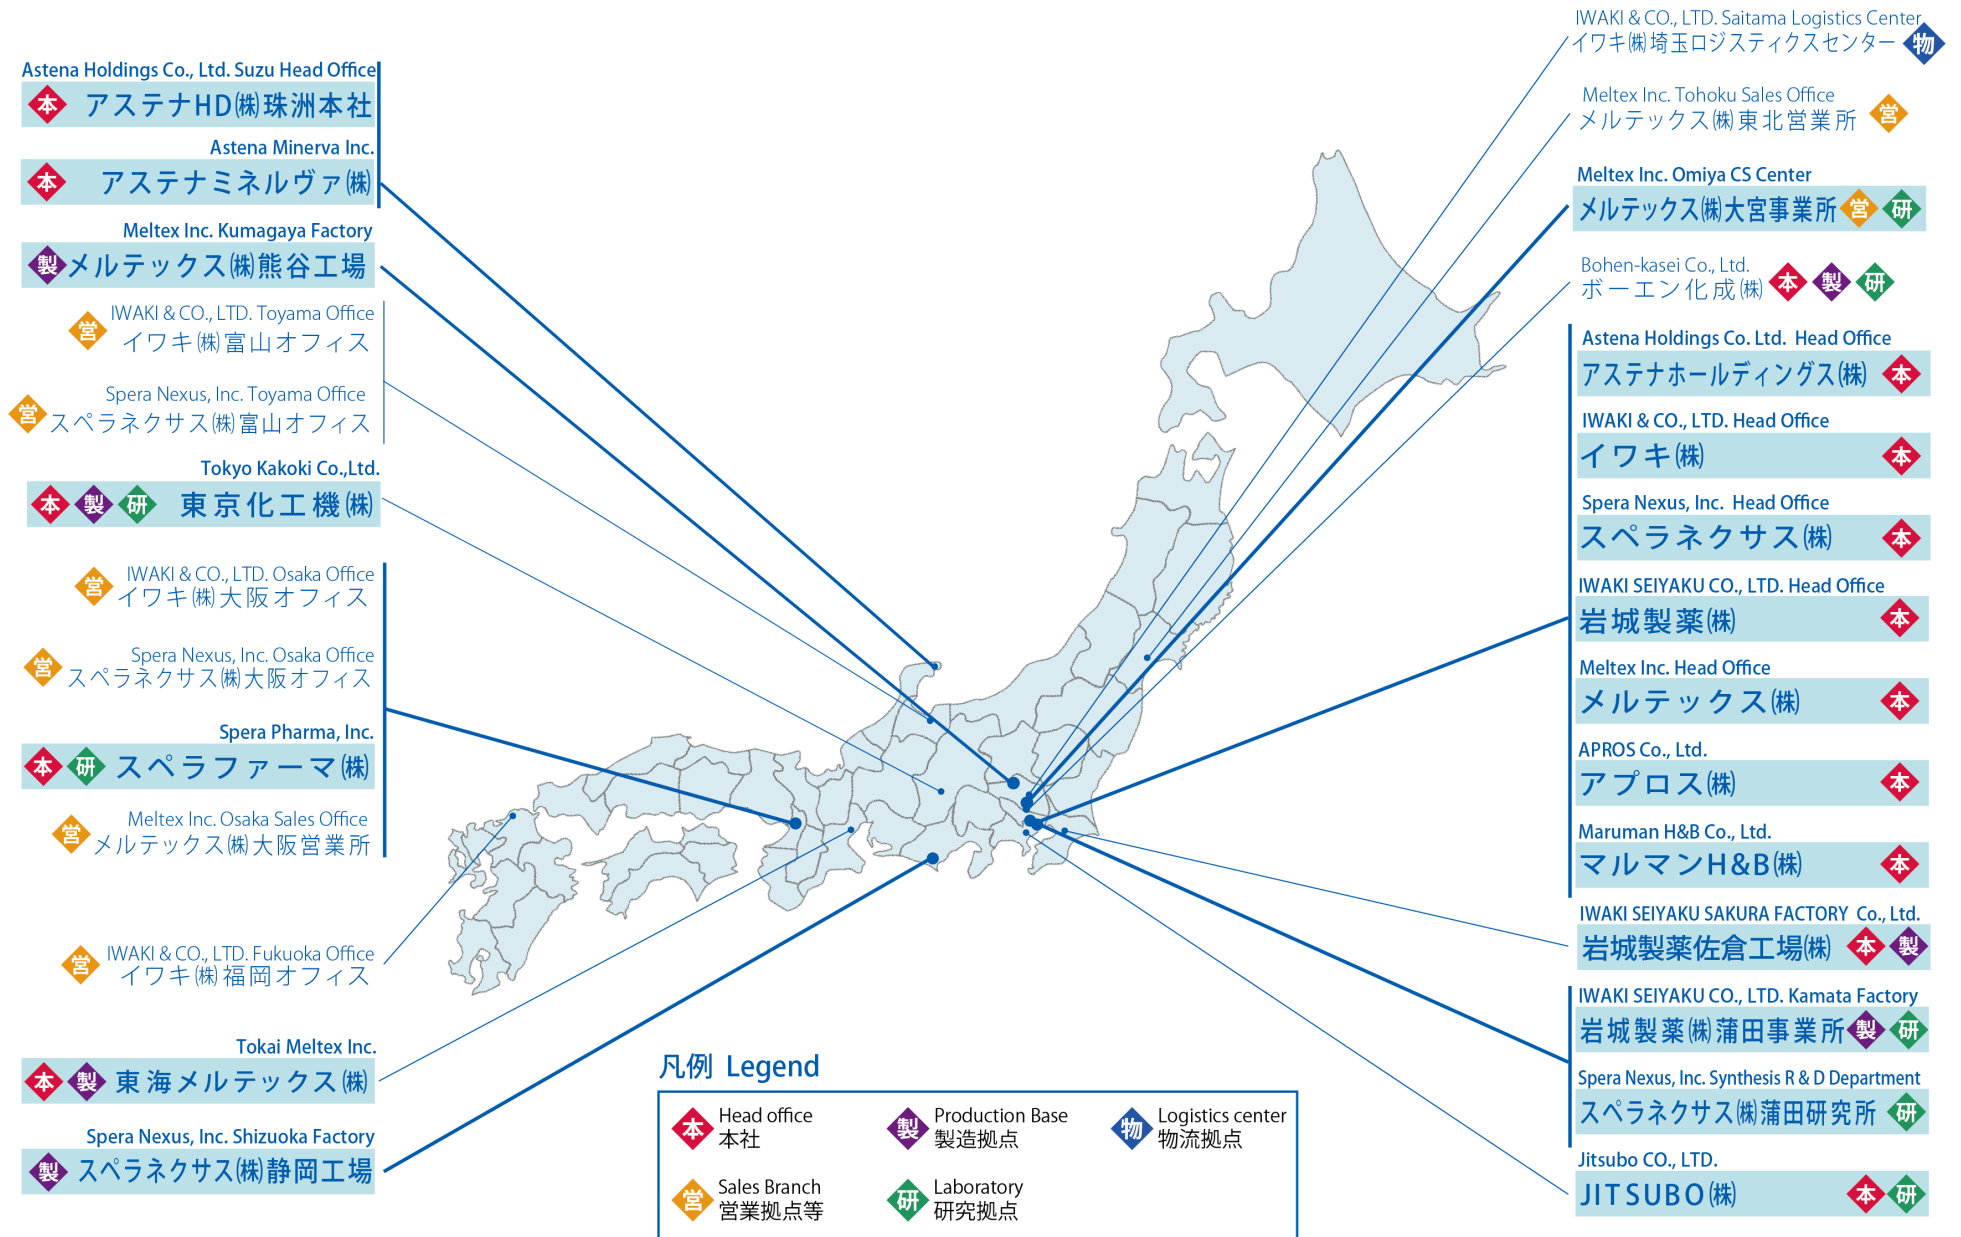 Astena Holdings Co., Ltd. Suzu Head Office
本 アステナHD㈱珠洲本社
Astena Minerva Inc.
本 アステナミネルヴァ㈱
Meltex Inc. Kumagaya Factory
製 メルテックス㈱熊谷工場
IWAKI & CO., LTD. Toyama Office
営 イワキ㈱富山オフィス
Spera Nexus, Inc. Toyama Office
営 スペラネクサス㈱富山オフィス
Tokyo Kakoki Co.,Ltd.
本 製 研 東京化工機㈱
IWAKI & CO., LTD. Osaka Office
営 イワキ㈱大阪オフィス
Spera Nexus, Inc. Osaka Office
営 スペラネクサス㈱大阪オフィス
Spera Pharma, Inc.
本 研 スペラファーマ㈱
Meltex Inc. Osaka Sales Office
営 メルテックス㈱大阪営業所
IWAKI & CO., LTD. Fukuoka Office
営 イワキ㈱福岡オフィス
Tokai Meltex Inc.
本 製 東海メルテックス㈱
Spera Nexus, Inc. Shizuoka Factory
製 スペラネクサス㈱静岡工場
IWAKI & CO., LTD. Saitama Logistics Center
イワキ㈱埼玉ロジスティクスセンター 物
Meltex Inc. Tohoku Sales Office
メルテックス㈱東北営業所 営
Meltex Inc. Omiya CS Center
メルテックス㈱大宮事業所 営 研
Bohen-kasei Co., Ltd.
ボーエン化成㈱ 本 製 研
Astena Holdings Co. Ltd. Head Office
アステナホールディングス㈱ 本
IWAKI & CO., LTD. Head Office
イワキ㈱ 本
Spera Nexus, Inc. Head Office
スペラネクサス㈱ 本
IWAKI SEIYAKU CO., LTD. Head Office
岩城製薬㈱ 本
Meltex Inc. Head Office
メルテックス㈱ 本
APROS Co., Ltd.
アプロス㈱ 本
Maruman H&B Co., Ltd.
マルマンH&B㈱ 本
IWAKI SEIYAKU SAKURA FACTORY Co., Ltd.
岩城製薬佐倉工場㈱ 本 製
IWAKI SEIYAKU CO., LTD. Kamata Factory
岩城製薬㈱蒲田事業所 製 研
Spera Nexus, Inc. Synthesis R & D Department
スペラネクサス㈱蒲田研究所 研
Jitsubo CO., LTD.
JITSUBO㈱ 本 研
凡例 Legend
本 Head office
本社
製 Production Base
製造拠点
物 Logistics center
物流拠点
営 Sales Branch
営業拠点等
研 Laboratory
研究拠点